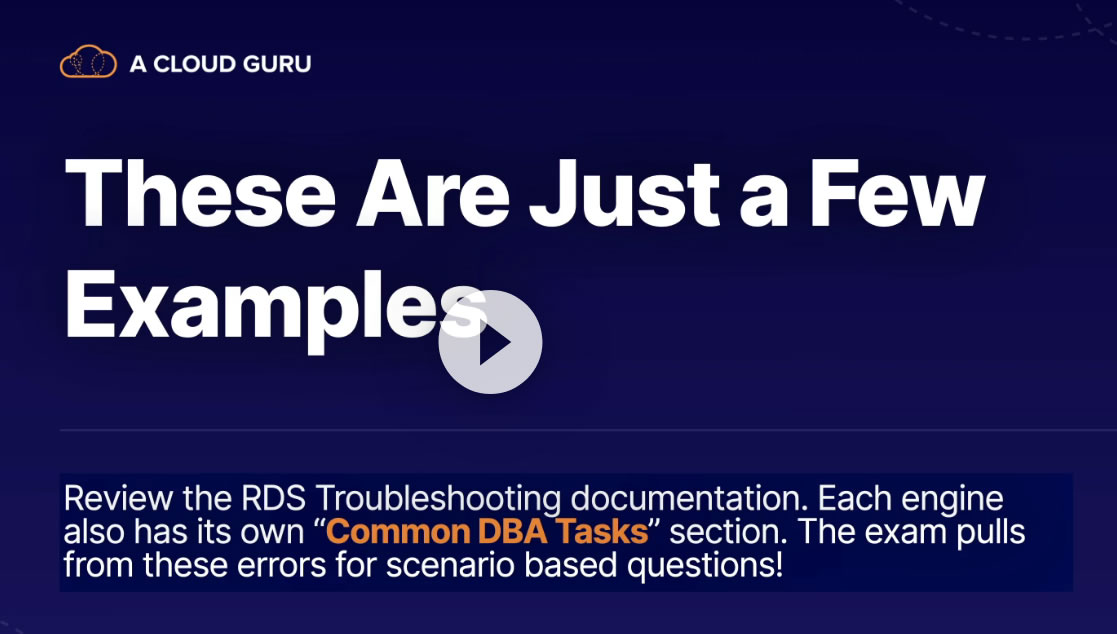 A CLOUD GURU
These Are Just a Few
Examples
Review the RDS Troubleshooting documentation. Each engine
also has its own “Common DBA Tasks” section. The exam pulls
from these errors for scenario based questions!